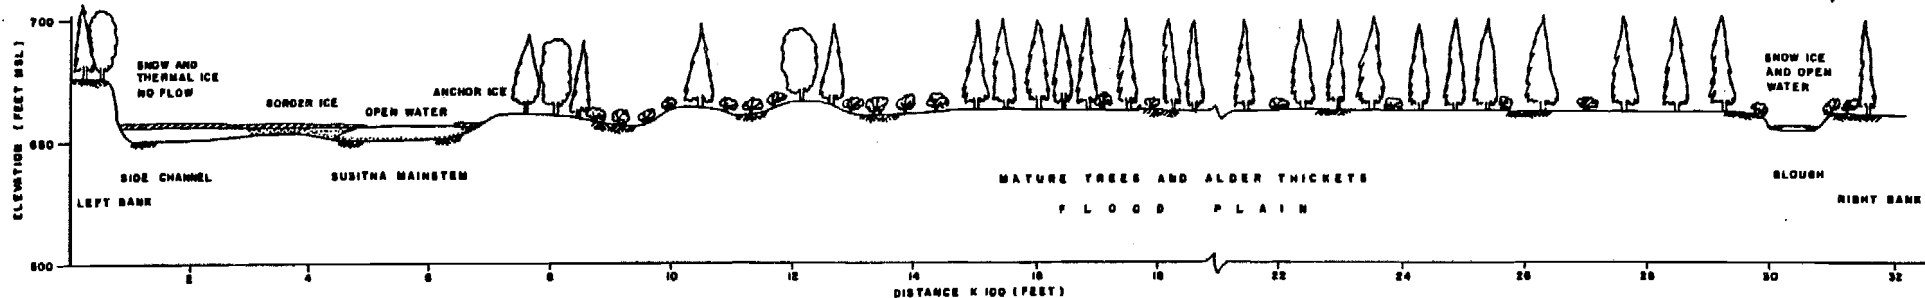 700
SNOW AND
THERMAL ICE
NO FLOW
BORDER ICE
OPEN WATER
ANCHOR ICE
SNOW ICE
AND OPEN
WATER
ELEVATION (FEET MSL)
650
SIDE CHANNEL
SUSITNA MAINSTEM
MATURE TREES AND ALDER THICKETS
SLOUGH
LEFT BANK
FLOOD PLAIN
RIGHT BANK
600
2 4 6 8 10 12 14 16 18 22 24 26 28 30 32
DISTANCE X 100 (FEET)